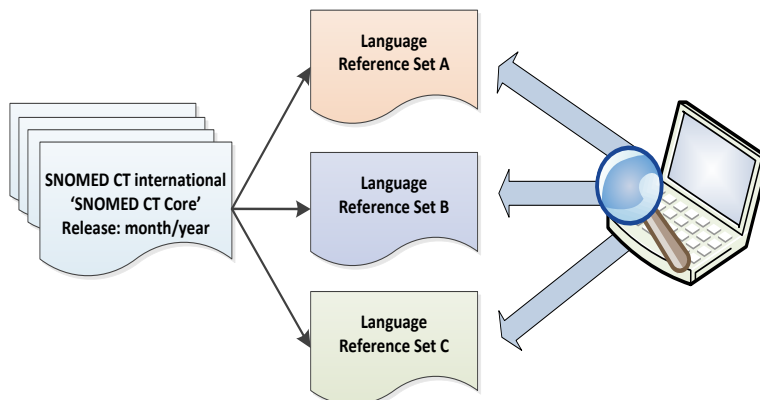 Language
Reference Set A
SNOMED CT international
‘SNOMED CT Core’
Release: month/year
Language
Reference Set B
Language
Reference Set C